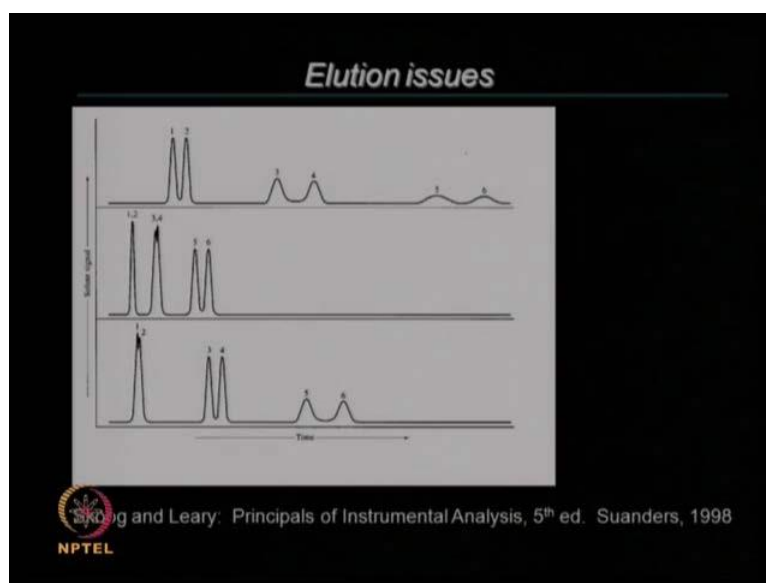 Elution issues
1 2
3 4
5 6
1,2 3,4
5 6
Solute signal
1,2
3 4
5 6
Time
Skoog and Leary: Principals of Instrumental Analysis, 5th ed. Suanders, 1998
NPTEL